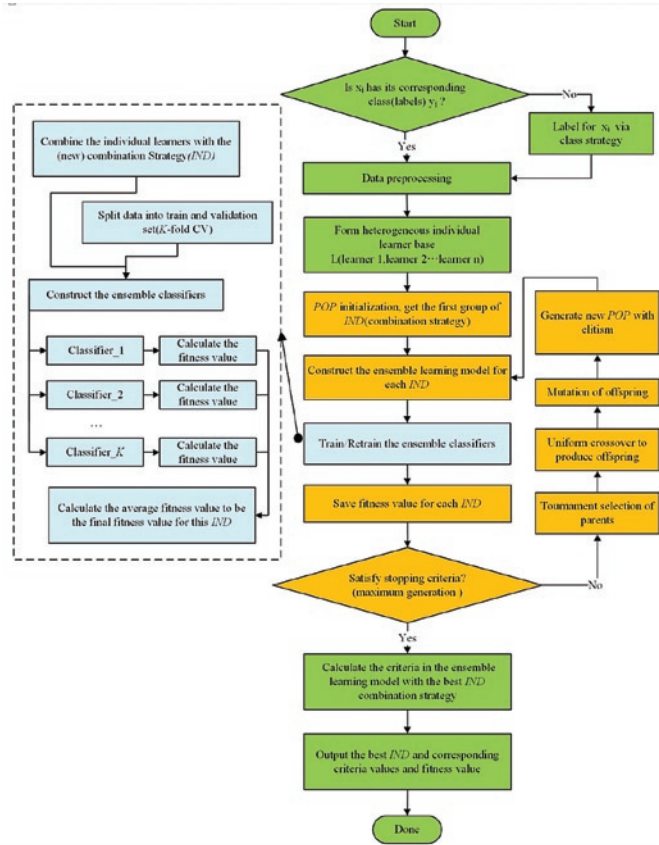 Start
Is xᵢ has its corresponding
class(labels) yᵢ ?
No
Label for xᵢ via
class strategy
Yes
Data preprocessing
Form heterogeneous individual
learner base
L(learner 1,learner 2···learner n)
POP initialization, get the first group of
IND(combination strategy)
Construct the ensemble learning model for
each IND
Train/Retrain the ensemble classifiers
Save fitness value for each IND
Satisfy stopping criteria?
(maximum generation )
No
Tournament selection of
parents
Uniform crossover to
produce offspring
Mutation of offspring
Generate new POP with
elitism
Yes
Calculate the criteria in the ensemble
learning model with the best IND
combination strategy
Output the best IND and corresponding
criteria values and fitness value
Done
Combine the individual learners with the
(new) combination Strategy(IND)
Split data into train and validation
set(K-fold CV)
Construct the ensemble classifiers
Classifier_1
Calculate the
fitness value
Classifier_2
Calculate the
fitness value
...
Classifier_K
Calculate the
fitness value
Calculate the average fitness value to be
the final fitness value for this IND